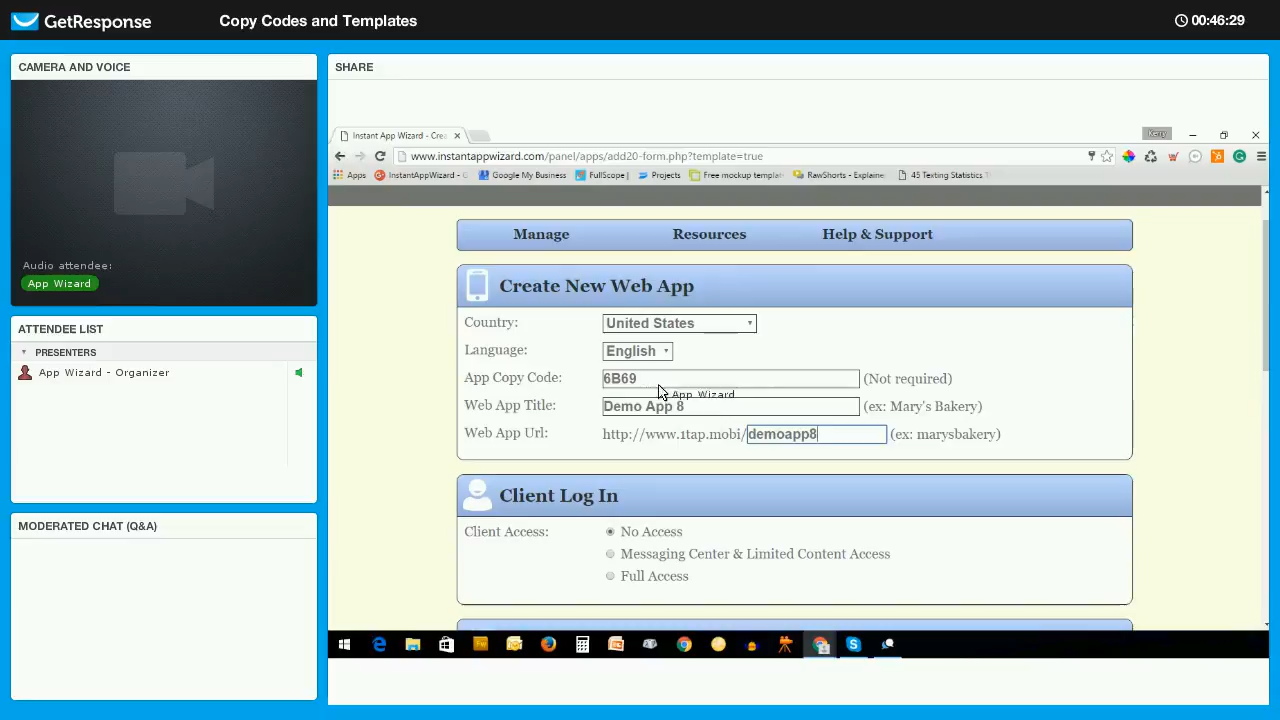 GetResponse
Copy Codes and Templates
00:46:29
CAMERA AND VOICE
Audio attendee:
App Wizard
ATTENDEE LIST
PRESENTERS
App Wizard - Organizer
MODERATED CHAT (Q&A)
SHARE
Instant App Wizard - Crea
Kerry
www.instantappwizard.com/panel/apps/add20-form.php?template=true
Apps InstantAppWizard - G Google My Business FullScope | Projects Free mockup templat RawShorts - Explaine 45 Texting Statistics T
Manage Resources Help & Support
Create New Web App
Country: United States
Language: English
App Copy Code: 6B69 (Not required)
App Wizard
Web App Title: Demo App 8 (ex: Mary's Bakery)
Web App Url: http://www.1tap.mobi/demoapp8 (ex: marysbakery)
Client Log In
Client Access: No Access
Messaging Center & Limited Content Access
Full Access